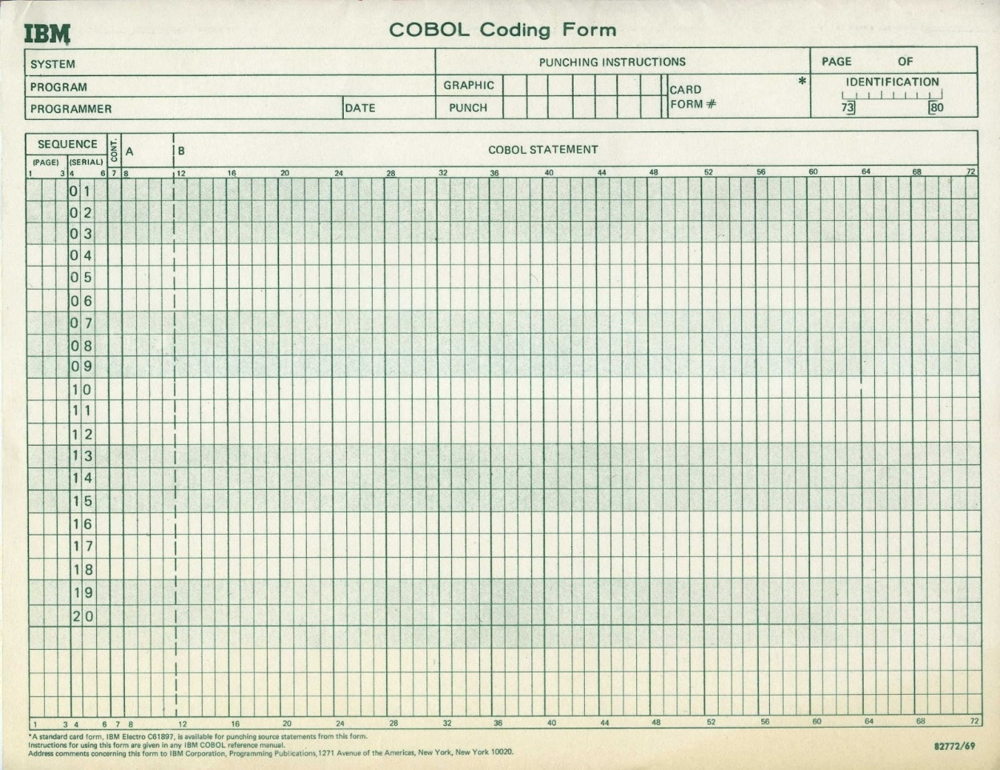 IBM
COBOL Coding Form
SYSTEM
PUNCHING INSTRUCTIONS
PAGE OF
PROGRAM
GRAPHIC
CARD
FORM #
*
IDENTIFICATION
73 80
PROGRAMMER
DATE
PUNCH
SEQUENCE
CONT.
A
B
COBOL STATEMENT
(PAGE) (SERIAL)
1 3 4 6 7 8 12 16 20 24 28 32 36 40 44 48 52 56 60 64 68 72
01
02
03
04
05
06
07
08
09
10
11
12
13
14
15
16
17
18
19
20
1 3 4 6 7 8 12 16 20 24 28 32 36 40 44 48 52 56 60 64 68 72
*A standard card form, IBM Electro C61897, is available for punching source statements from this form.
Instructions for using this form are given in any IBM COBOL reference manual.
Address comments concerning this form to IBM Corporation, Programming Publications, 1271 Avenue of the Americas, New York, New York 10020.
82772/69